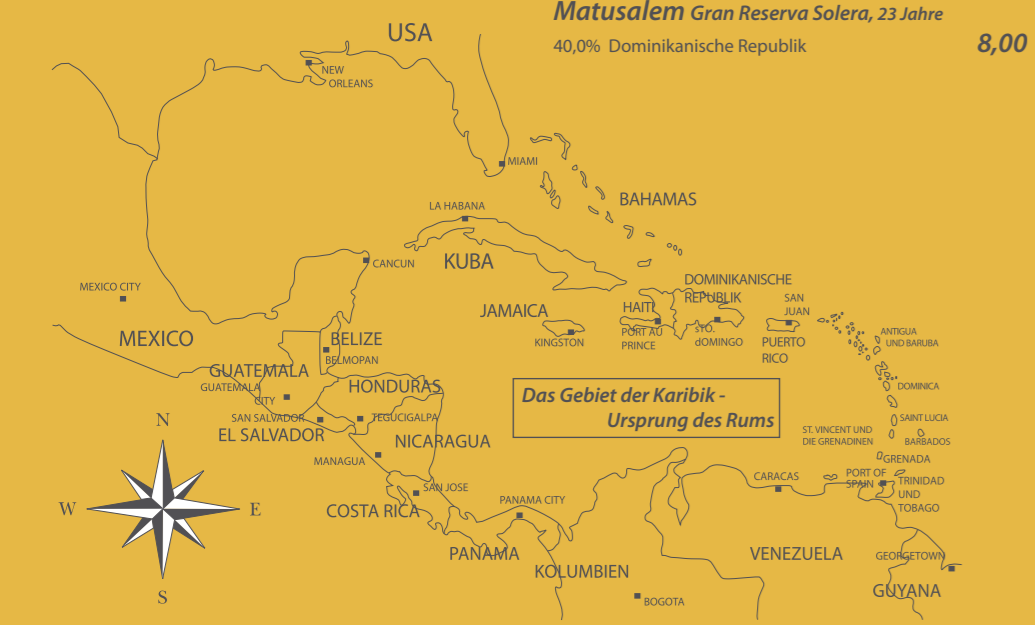 Matusalem Gran Reserva Solera, 23 Jahre
40,0% Dominikanische Republik 8,00
USA
NEW
ORLEANS
MIAMI
BAHAMAS
LA HABANA
KUBA
CANCUN
MEXICO CITY
MEXICO
DOMINIKANISCHE
REPUBLIK
JAMAICA
KINGSTON
HAITI
PORT AU
PRINCE
sTO.
dOMINGO
SAN
JUAN
PUERTO
RICO
ANTIGUA
UND BARUBA
BELIZE
BELMOPAN
GUATEMALA
GUATEMALA
CITY
HONDURAS
DOMINICA
Das Gebiet der Karibik -
Ursprung des Rums
SAN SALVADOR
EL SALVADOR
TEGUCIGALPA
NICARAGUA
MANAGUA
SAINT LUCIA
ST. VINCENT UND
DIE GRENADINEN
BARBADOS
GRENADA
N
W
E
S
SAN JOSE
COSTA RICA
PANAMA CITY
PANAMA
CARACAS
PORT OF
SPAIN
TRINIDAD
UND
TOBAGO
KOLUMBIEN
BOGOTA
VENEZUELA
GEORGETOWN
GUYANA